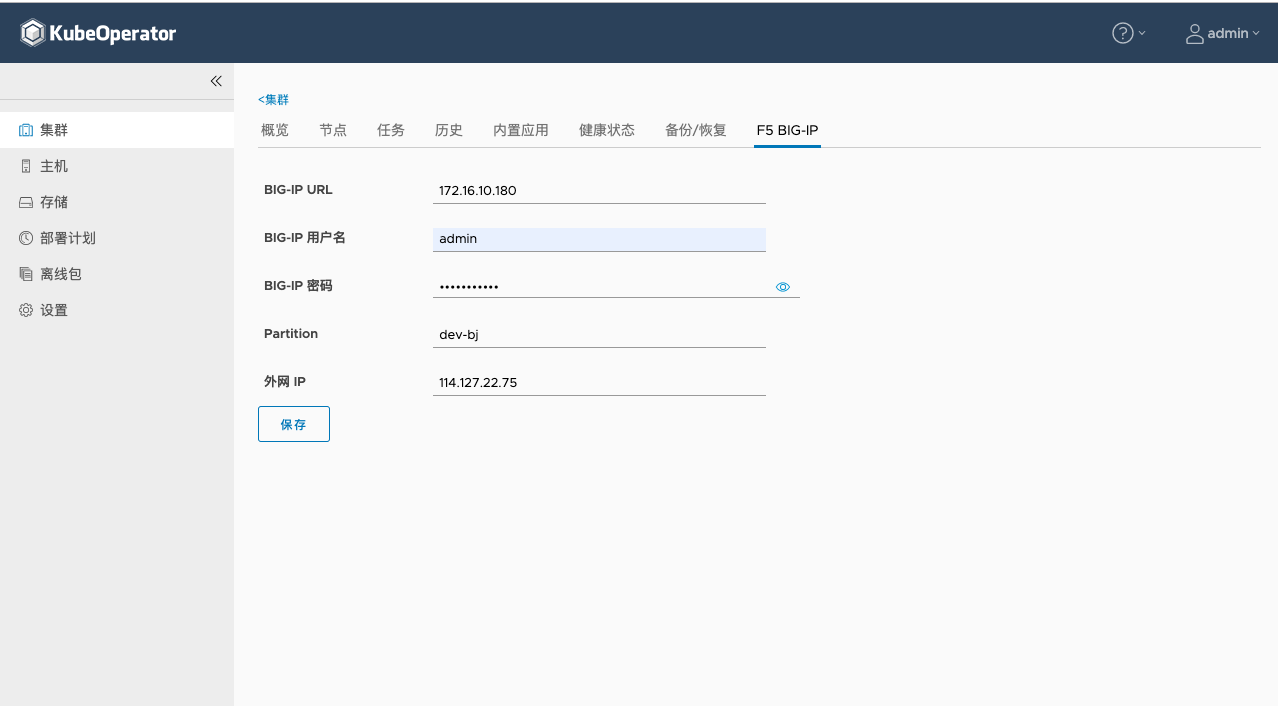 KubeOperator
? admin
<集群
集群
主机
存储
部署计划
离线包
设置
概览 节点 任务 历史 内置应用 健康状态 备份/恢复 F5 BIG-IP
BIG-IP URL 172.16.10.180
BIG-IP 用户名 admin
BIG-IP 密码 •••••••••••
Partition dev-bj
外网 IP 114.127.22.75
保存